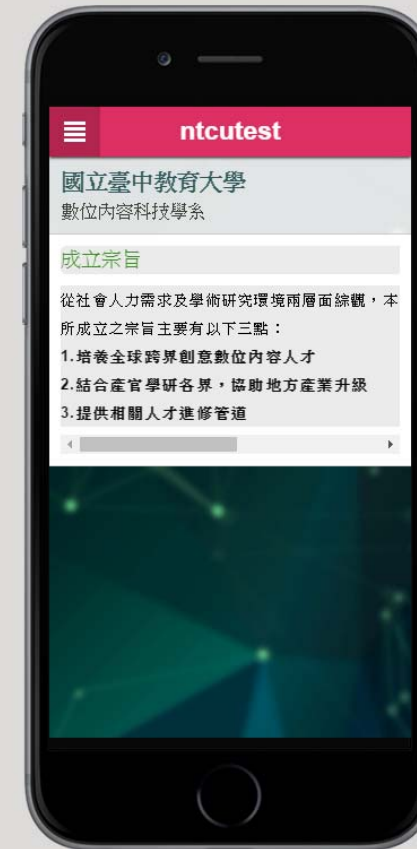 ntcutest
國立臺中教育大學
數位內容科技學系
成立宗旨
從社會人力需求及學術研究環境兩層面綜觀，本
所成立之宗旨主要有以下三點：
1.培養全球跨界創意數位內容人才
2.結合產官學研各界，協助地方產業升級
3.提供相關人才進修管道